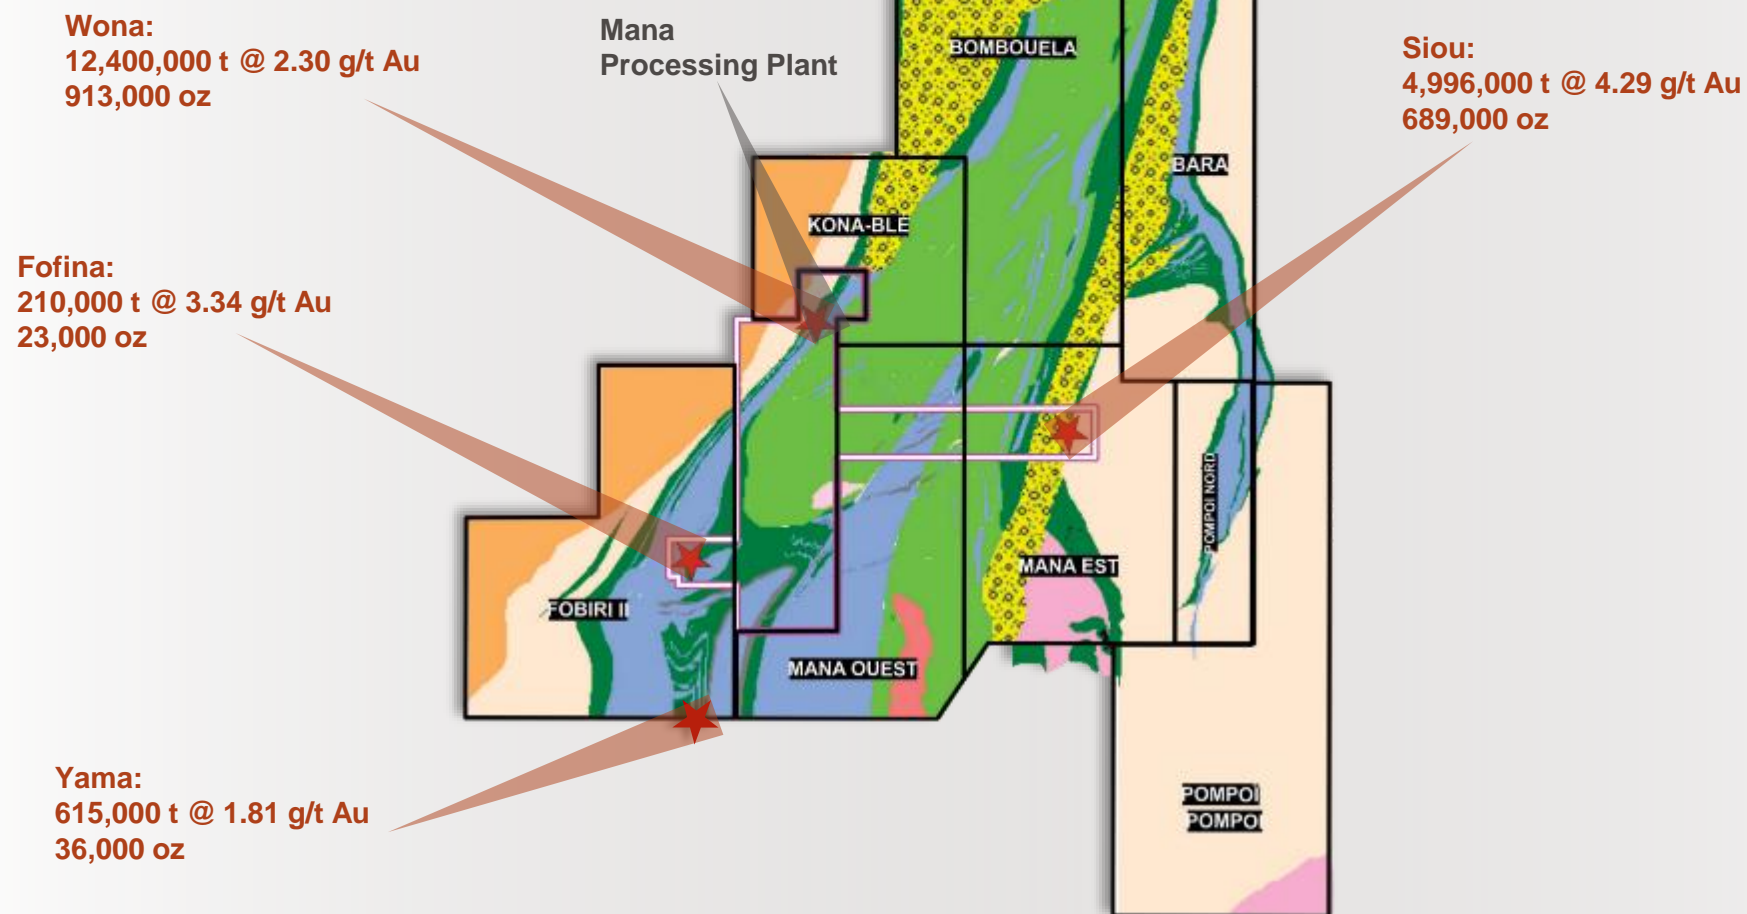 Wona:
12,400,000 t @ 2.30 g/t Au
913,000 oz
Mana
Processing Plant
Siou:
4,996,000 t @ 4.29 g/t Au
689,000 oz
BOMBOUELA
BARA
KONA-BLE
Fofina:
210,000 t @ 3.34 g/t Au
23,000 oz
POMPOI NORD
MANA EST
FOBIRI II
MANA OUEST
Yama:
615,000 t @ 1.81 g/t Au
36,000 oz
POMPOI
POMPOI